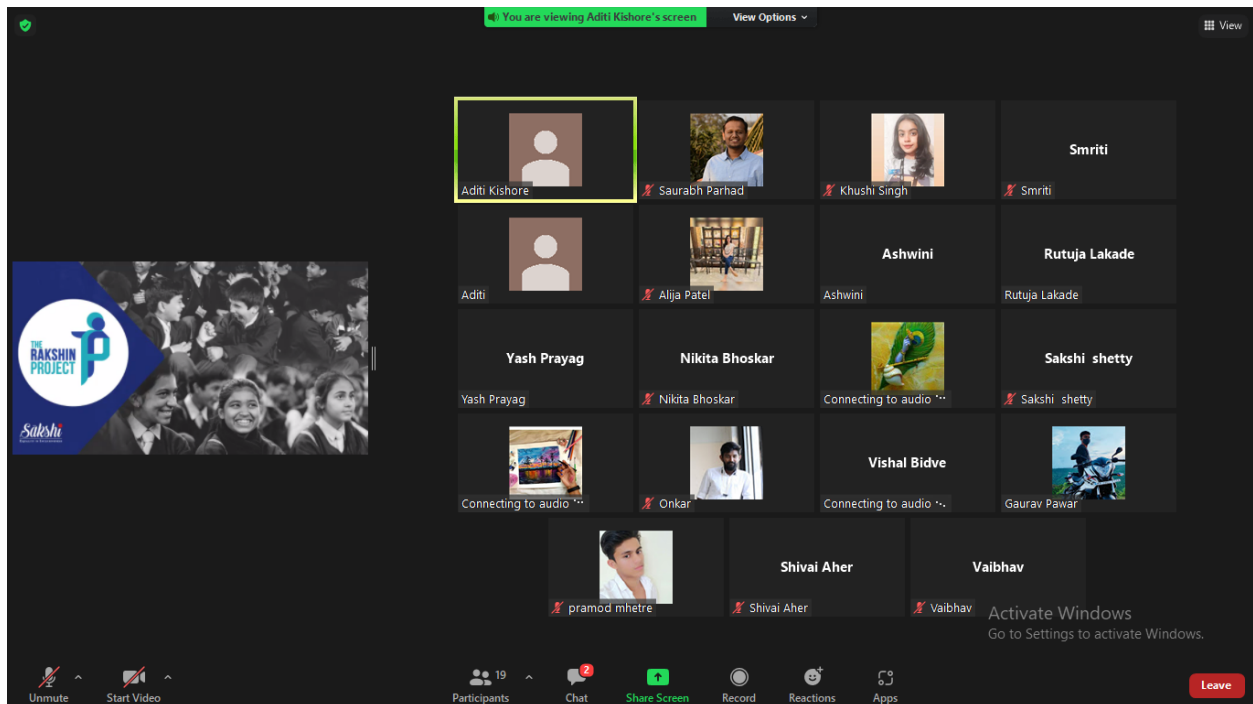 You are viewing Aditi Kishore's screen
View Options
View
Aditi Kishore
Saurabh Parhad
Khushi Singh
Smriti
Smriti
Aditi
Alija Patel
Ashwini
Ashwini
Rutuja Lakade
Rutuja Lakade
THE
RAKSHIN
PROJECT
Sakshi
Yash Prayag
Yash Prayag
Nikita Bhoskar
Nikita Bhoskar
Connecting to audio
Sakshi shetty
Sakshi shetty
Connecting to audio
Onkar
Vishal Bidve
Connecting to audio
Gaurav Pawar
pramod mhetre
Shivai Aher
Shivai Aher
Vaibhav
Vaibhav
Activate Windows
Go to Settings to activate Windows.
Unmute
Start Video
19
Participants
2
Chat
Share Screen
Record
Reactions
Apps
Leave